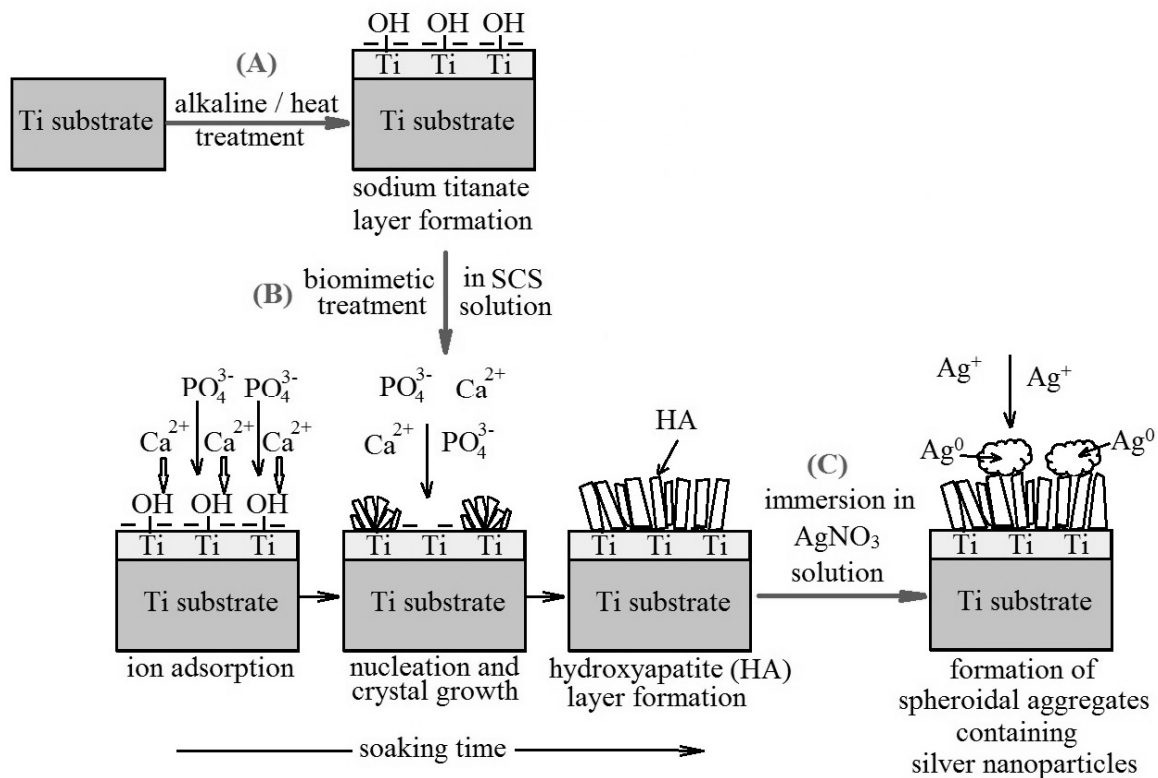 OH OH OH
Ti Ti Ti
(A)
alkaline / heat
treatment
Ti substrate
Ti substrate
sodium titanate
layer formation
(B)
biomimetic
treatment
in SCS
solution
PO₄³⁻ PO₄³⁻
Ca²⁺ Ca²⁺ Ca²⁺
OH OH OH
Ti Ti Ti
Ti substrate
ion adsorption
PO₄³⁻ Ca²⁺
Ca²⁺ PO₄³⁻
Ti Ti Ti
Ti substrate
nucleation and
crystal growth
HA
Ti Ti Ti
Ti substrate
hydroxyapatite (HA)
layer formation
(C)
immersion in
AgNO₃
solution
Ag⁺ Ag⁺
Ag⁰ Ag⁰
Ti Ti Ti
Ti substrate
formation of
spheroidal aggregates
containing
silver nanoparticles
soaking time